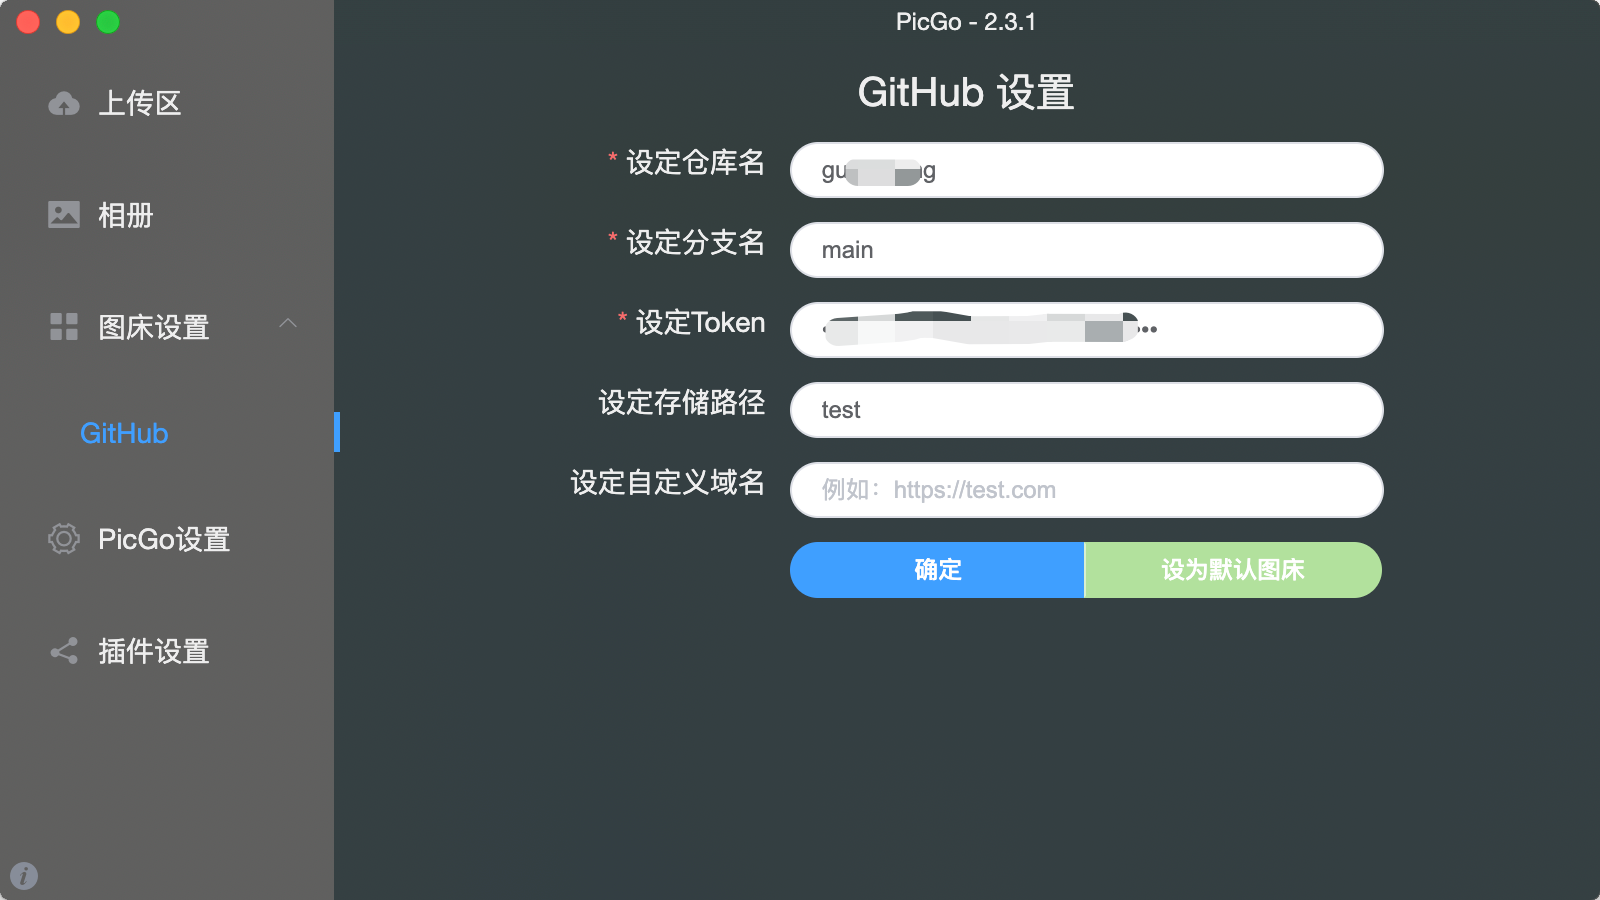 PicGo - 2.3.1
上传区
相册
图床设置
GitHub
PicGo设置
插件设置
GitHub 设置
* 设定仓库名
* 设定分支名
main
* 设定Token
设定存储路径
test
设定自定义域名
例如：https://test.com
确定
设为默认图床